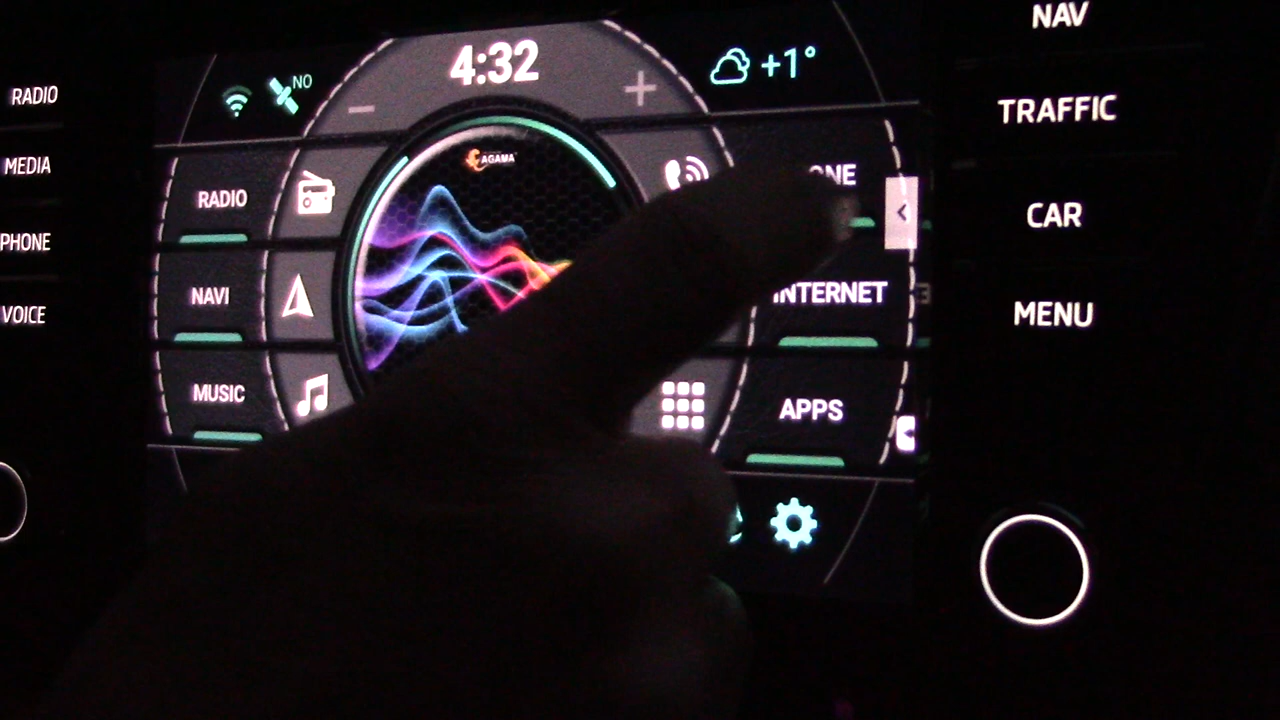 NAV
4:32
+1°
NO
RADIO
TRAFFIC
AGAMA
MEDIA
RADIO
CAR
PHONE
NAVI
INTERNET
VOICE
MENU
MUSIC
APPS